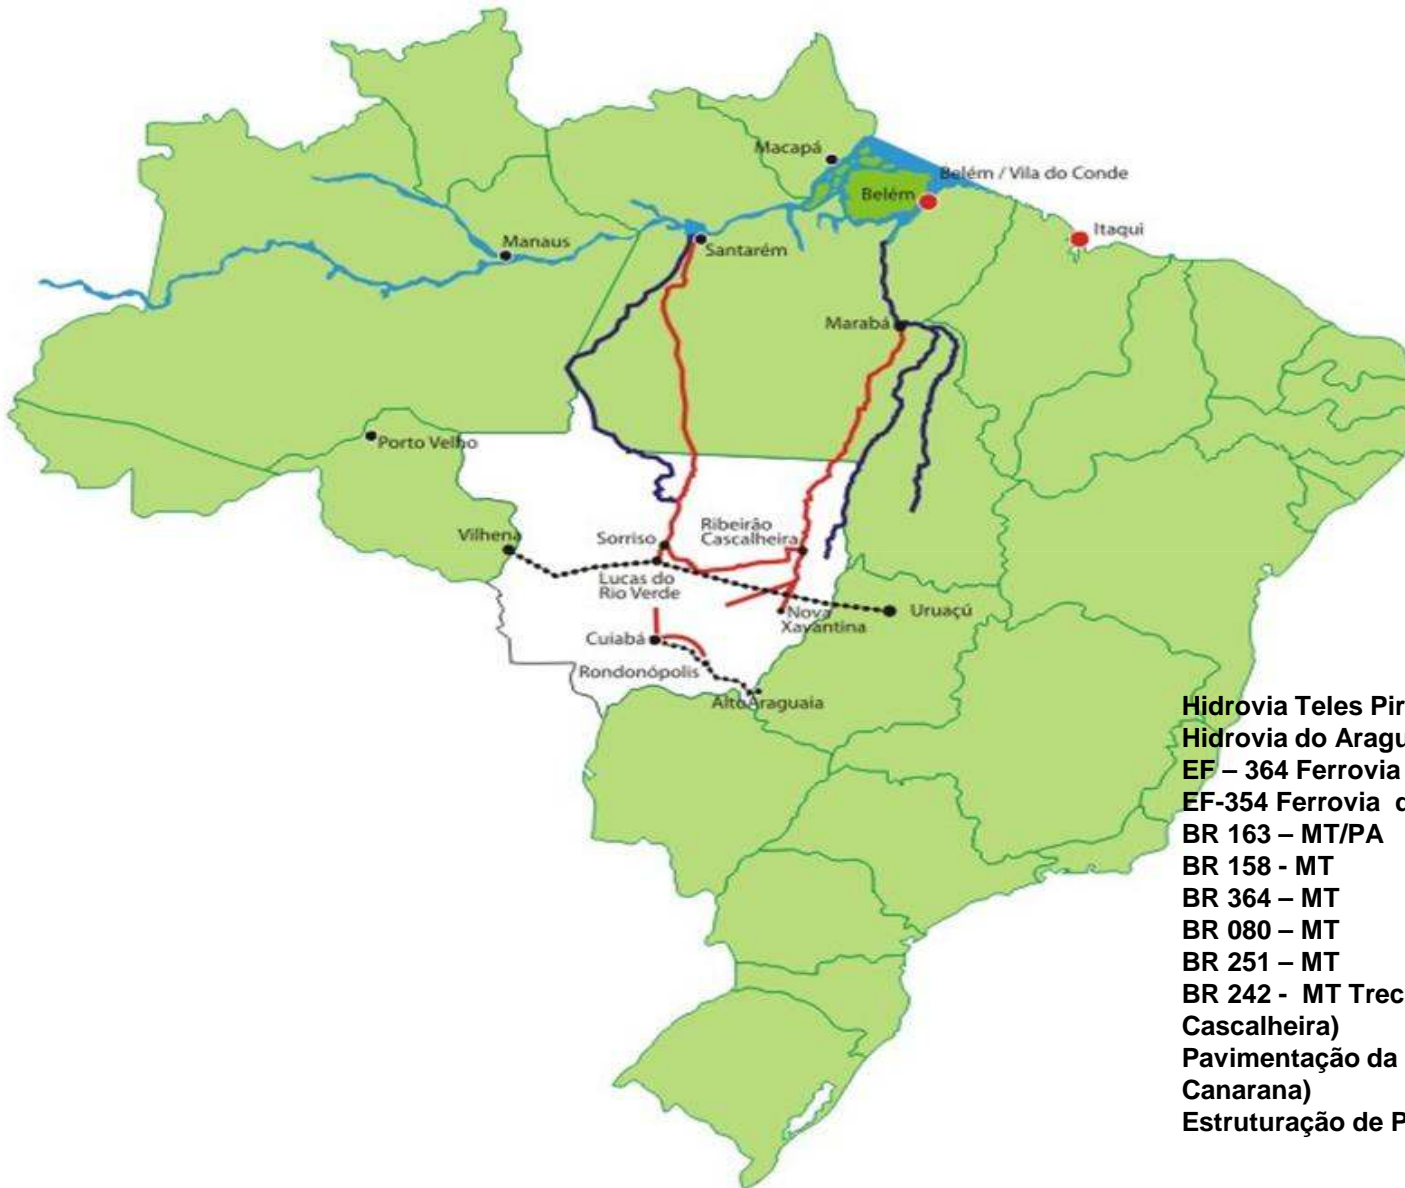 Macapá
Belém / Vila do Conde
Belém
Itaqui
Manaus
Santarém
Marabá
Porto Velho
Vilhena
Sorriso
Ribeirão
Cascalheira
Lucas do
Rio Verde
Nova
Xavantina
Uruaçú
Cuiabá
Rondonópolis
AltoAraguaia
Hidrovia Teles Pir
Hidrovia do Aragu
EF – 364 Ferrovia
EF-354 Ferrovia
BR 163 – MT/PA
BR 158 - MT
BR 364 – MT
BR 080 – MT
BR 251 – MT
BR 242 - MT Trec
Cascalheira)
Pavimentação da
Canarana)
Estruturação de P